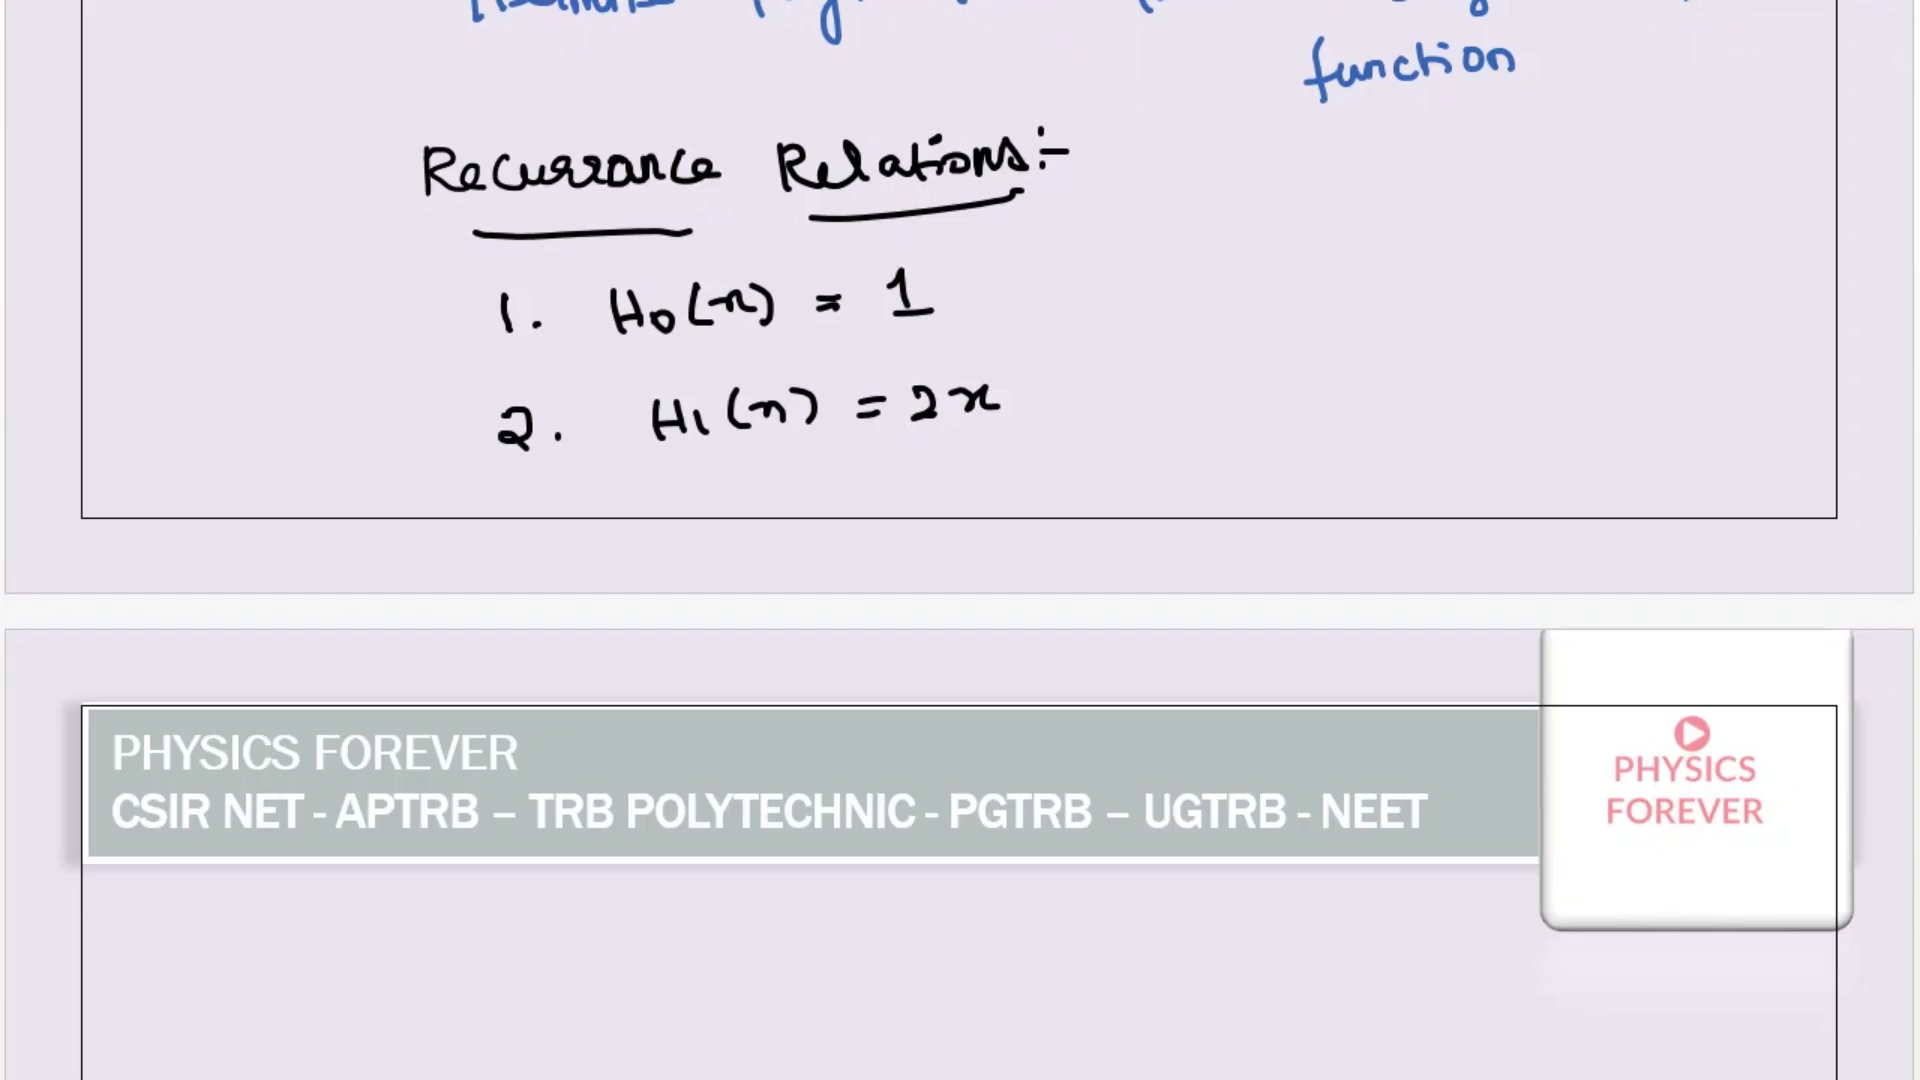 function
Recurrance Relations:-
1. H₀(x) = 1
2. H₁(x) = 2x
PHYSICS FOREVER
CSIR NET - APTRB – TRB POLYTECHNIC - PGTRB – UGTRB - NEET
PHYSICS
FOREVER